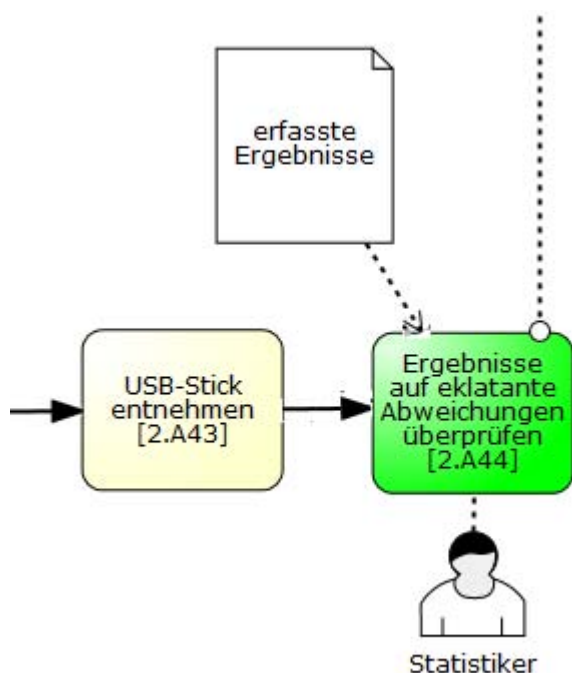 erfasste
Ergebnisse
USB-Stick
entnehmen
[2.A43]
Ergebnisse
auf eklatante
Abweichungen
überprüfen
[2.A44]
Statistiker